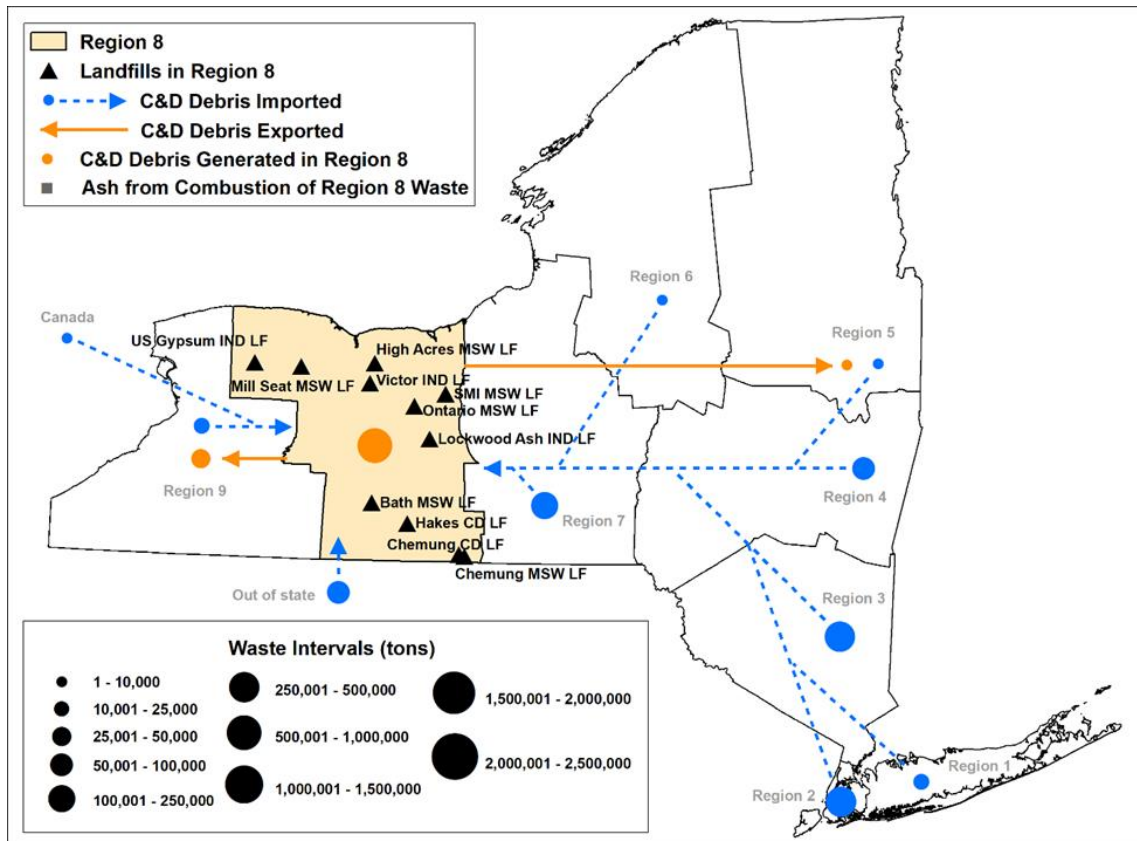 Region 8
Landfills in Region 8
C&D Debris Imported
C&D Debris Exported
C&D Debris Generated in Region 8
Ash from Combustion of Region 8 Waste
Region 6
Canada
Region 5
US Gypsum IND LF
High Acres MSW LF
Mill Seat MSW LF
Victor IND LF
SMI MSW LF
Ontario MSW LF
Lockwood Ash IND LF
Region 9
Region 4
Bath MSW LF
Region 7
Hakes CD LF
Chemung CD LF
Chemung MSW LF
Out of state
Region 3
Waste Intervals (tons)
1 - 10,000
10,001 - 25,000
25,001 - 50,000
50,001 - 100,000
100,001 - 250,000
250,001 - 500,000
500,001 - 1,000,000
1,000,001 - 1,500,000
1,500,001 - 2,000,000
2,000,001 - 2,500,000
Region 1
Region 2